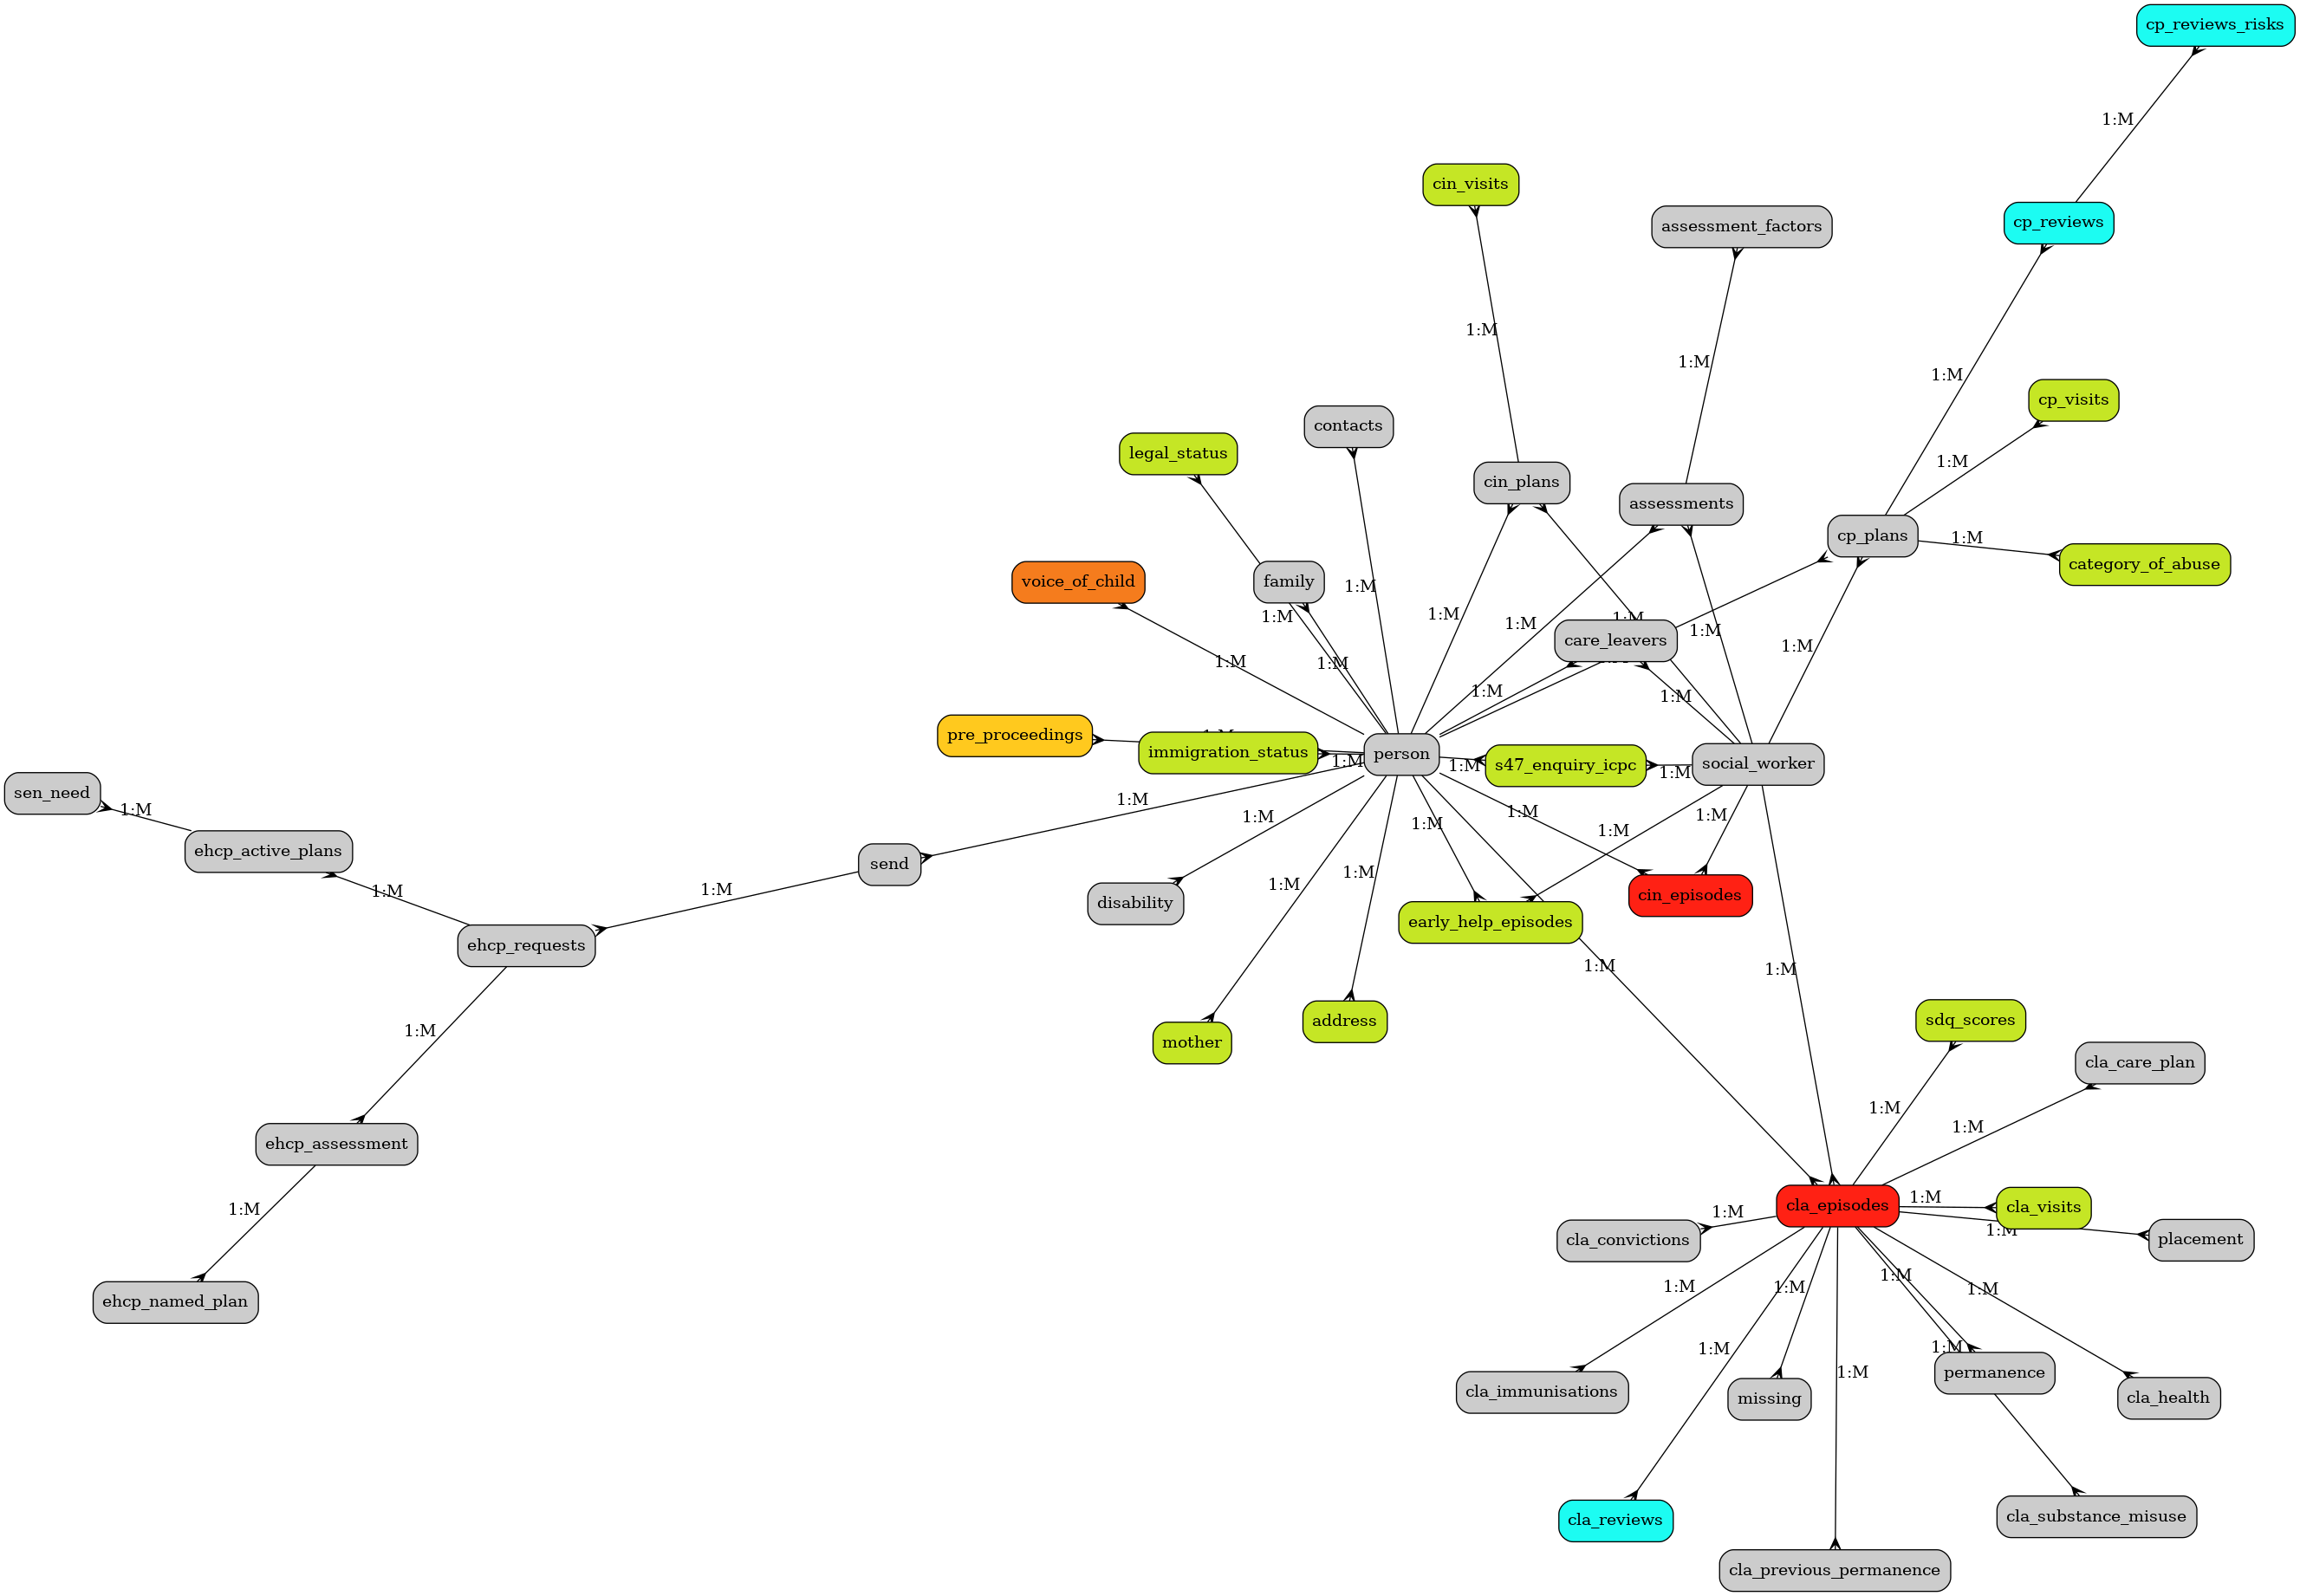 cp_reviews_risks
1:M
cin_visits
assessment_factors
cp_reviews
1:M
1:M
1:M
cp_visits
contacts
legal_status
1:M
cin_plans
assessments
cp_plans
1:M
category_of_abuse
voice_of_child
family
1:M
1:M
1:M
1:M
1:M
1:M
care_leavers
1:M
1:M
1:M
1:M
1:M
pre_proceedings
immigration_status
person
1:M
1:M
s47_enquiry_icpc
1:M
social_worker
sen_need
1:M
1:M
1:M
1:M
1:M
ehcp_active_plans
send
1:M
1:M
1:M
1:M
1:M
1:M
disability
cin_episodes
early_help_episodes
ehcp_requests
1:M
1:M
sdq_scores
mother
address
1:M
cla_care_plan
1:M
1:M
ehcp_assessment
1:M
cla_episodes
1:M
cla_visits
1:M
cla_convictions
1:M
placement
1:M
1:M
1:M
1:M
ehcp_named_plan
1:M
1:M
1:M
permanence
cla_immunisations
missing
cla_health
cla_reviews
cla_substance_misuse
cla_previous_permanence